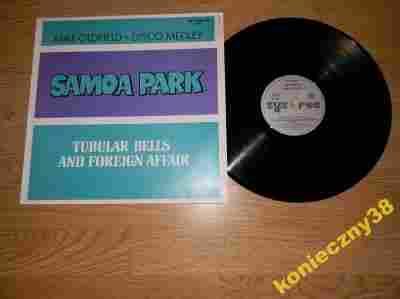 MIKE OLDFIELD • DISCO MEDLEY
SAMOA PARK
TUBULAR BELLS
AND FOREIGN AFFAIR
konieczny38